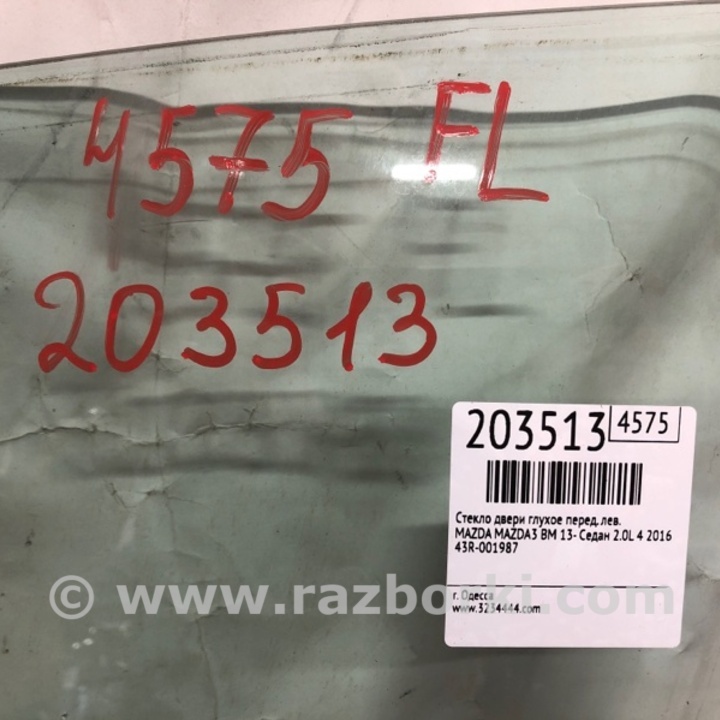 4575 FL
203513
203513 4575
Стекло двери глухое перед. лев.
MAZDA MAZDA3 BM 13- Седан 2.0L 4 2016
43R-001987
г. Одесса
www.3234444.com
© www.razborki.com